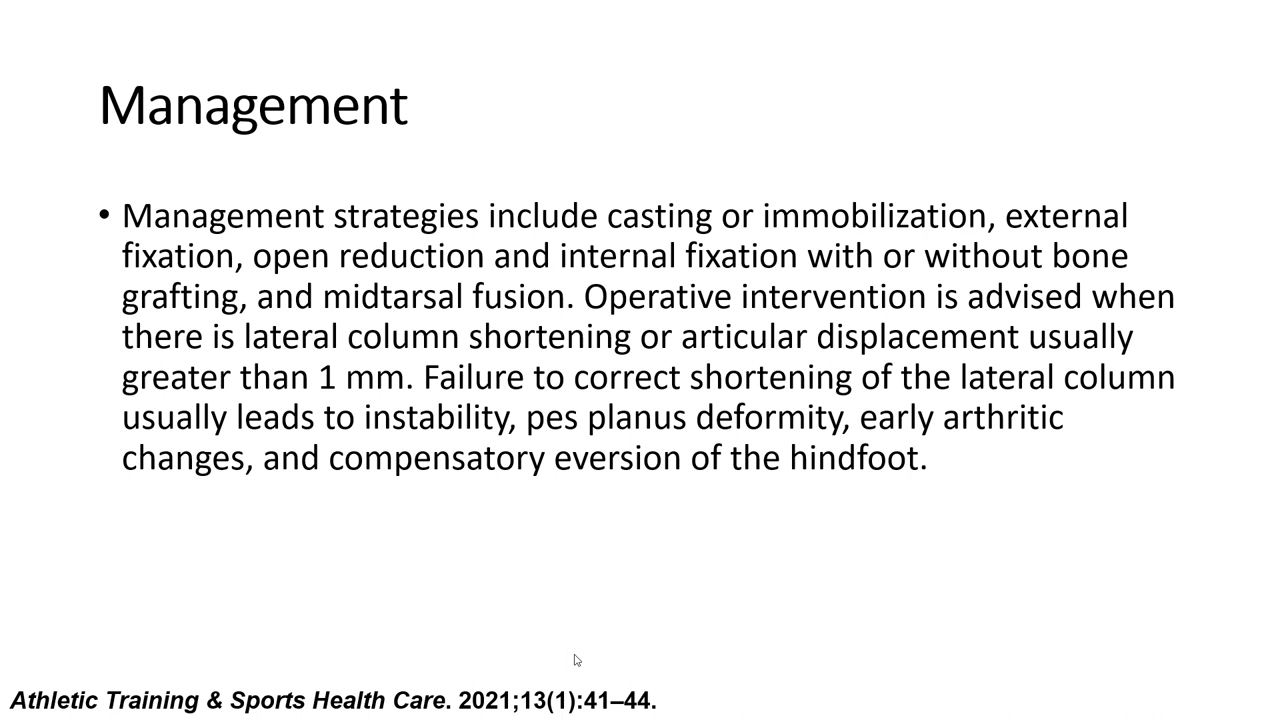 Management
• Management strategies include casting or immobilization, external
fixation, open reduction and internal fixation with or without bone
grafting, and midtarsal fusion. Operative intervention is advised when
there is lateral column shortening or articular displacement usually
greater than 1 mm. Failure to correct shortening of the lateral column
usually leads to instability, pes planus deformity, early arthritic
changes, and compensatory eversion of the hindfoot.
Athletic Training & Sports Health Care. 2021;13(1):41–44.